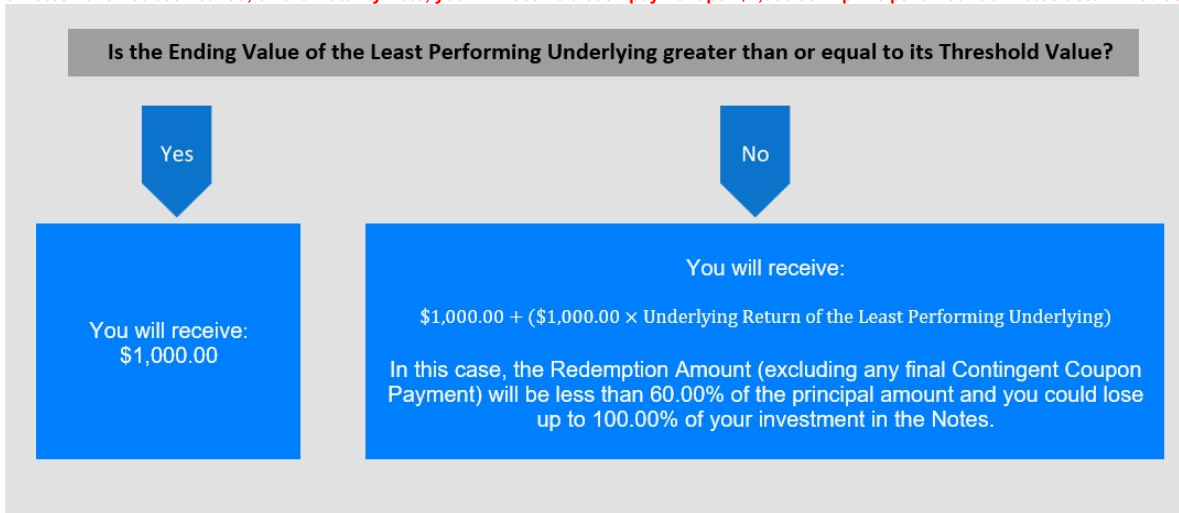 Is the Ending Value of the Least Performing Underlying greater than or equal to its Threshold Value?
Yes
No
You will receive:
$1,000.00
You will receive:
$1,000.00 + ($1,000.00 × Underlying Return of the Least Performing Underlying)
In this case, the Redemption Amount (excluding any final Contingent Coupon
Payment) will be less than 60.00% of the principal amount and you could lose
up to 100.00% of your investment in the Notes.